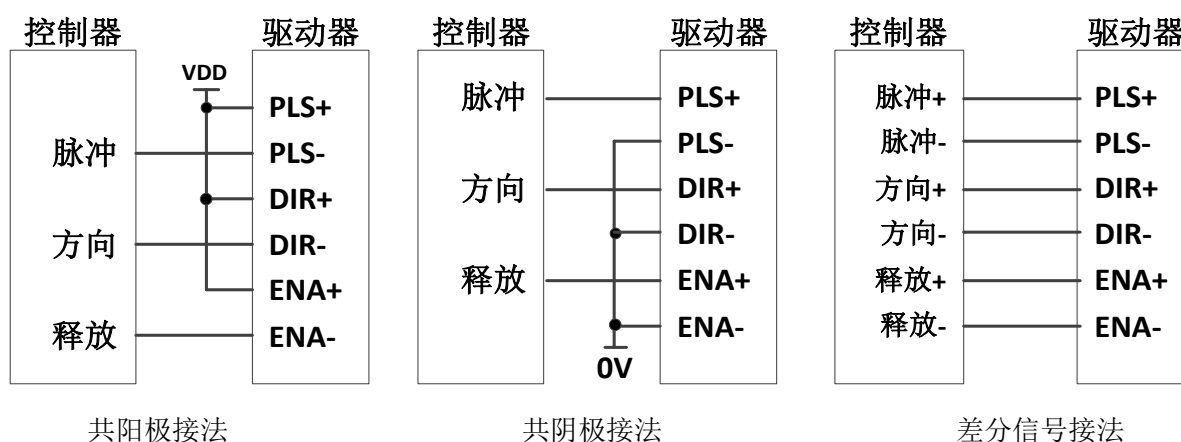 控制器 驱动器
VDD
PLS+
脉冲 PLS-
DIR+
方向 DIR-
ENA+
释放 ENA-
共阳极接法
控制器 驱动器
脉冲 PLS+
PLS-
方向 DIR+
DIR-
释放 ENA+
ENA-
0V
共阴极接法
控制器 驱动器
脉冲+ PLS+
脉冲- PLS-
方向+ DIR+
方向- DIR-
释放+ ENA+
释放- ENA-
差分信号接法